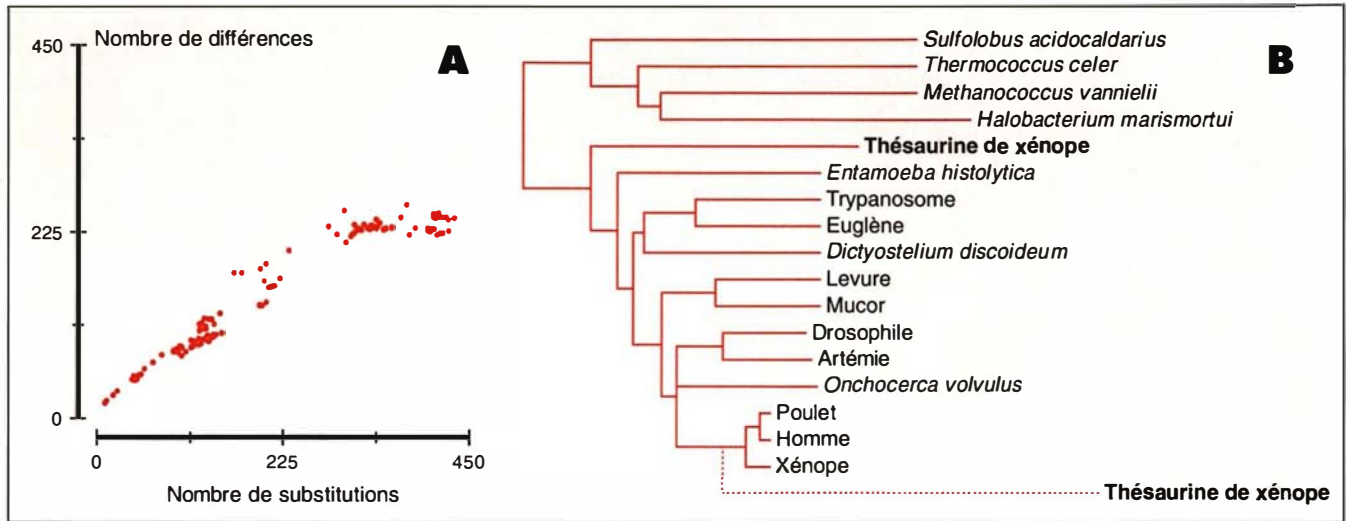 Nombre de différences
A
450
225
0
0
225
450
Nombre de substitutions
B
Sulfolobus acidocaldarius
Thermococcus celer
Methanococcus vannielii
Halobacterium marismortui
Thésaurine de xénope
Entamoeba histolytica
Trypanosome
Euglène
Dictyostelium discoideum
Levure
Mucor
Drosophile
Artémie
Onchocerca volvulus
Poulet
Homme
Xénope
Thésaurine de xénope